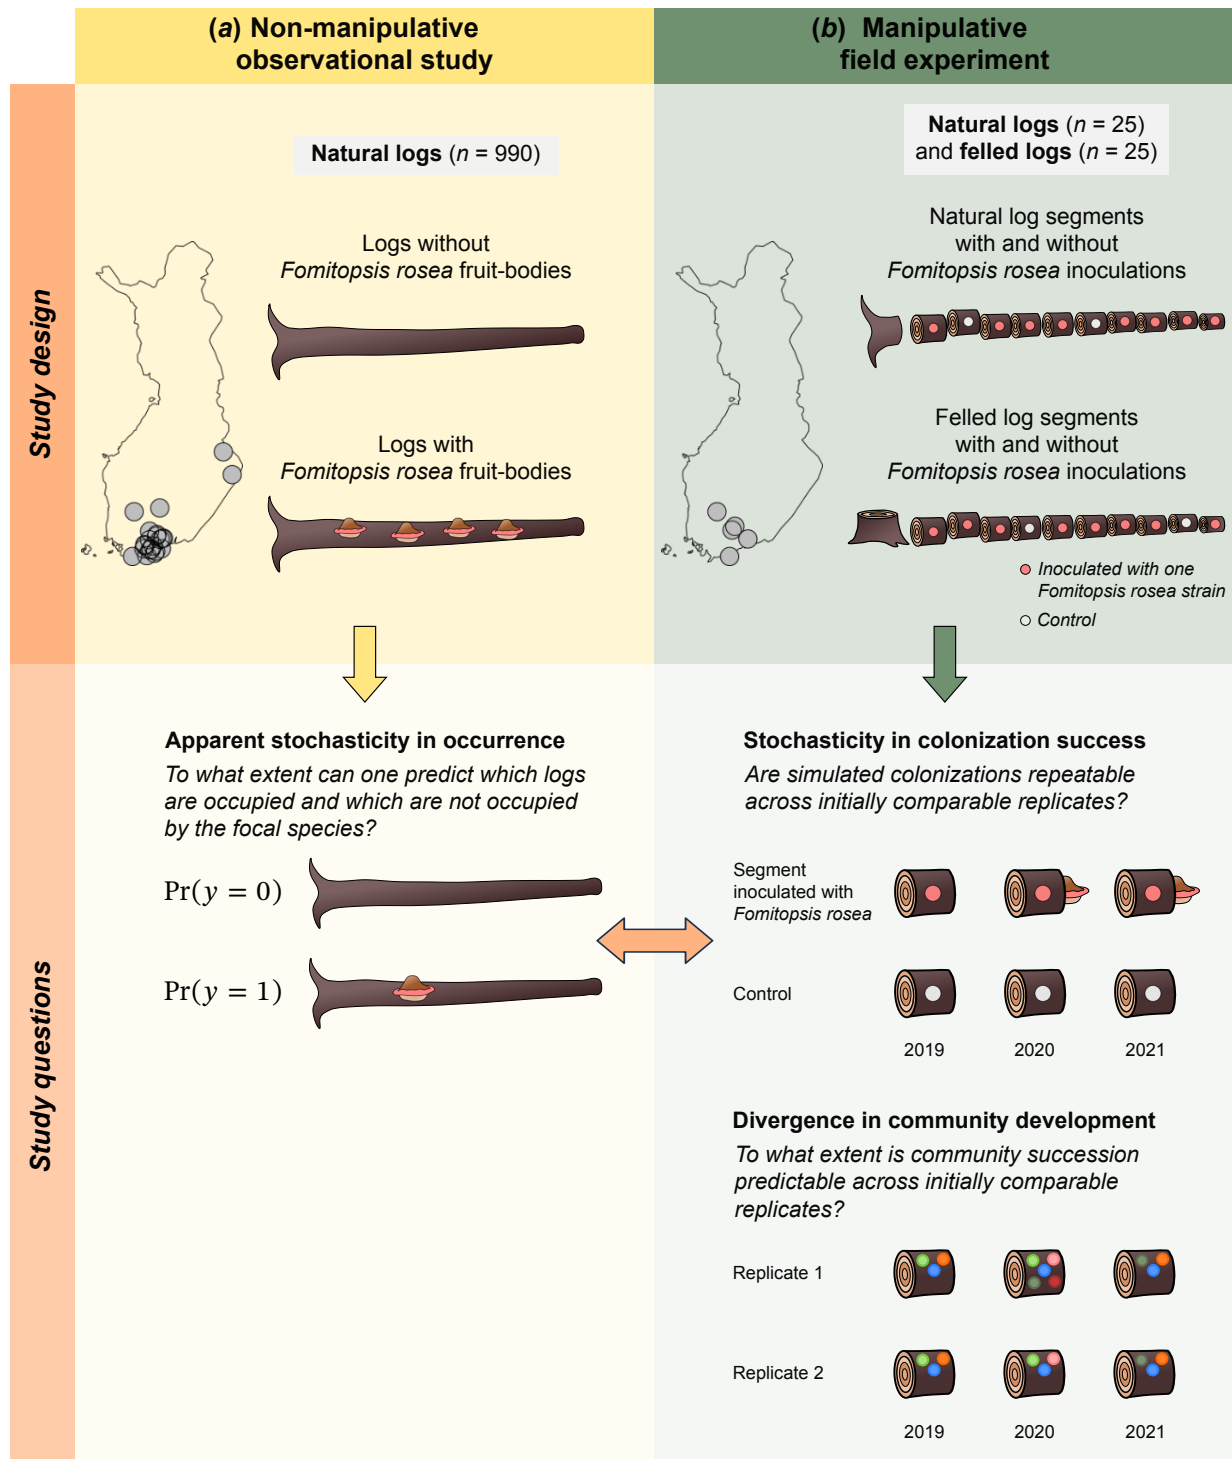 (a) Non-manipulative
observational study
(b) Manipulative
field experiment
Study design
Natural logs (n = 990)
Logs without
Fomitopsis rosea fruit-bodies
Logs with
Fomitopsis rosea fruit-bodies
Natural logs (n = 25)
and felled logs (n = 25)
Natural log segments
with and without
Fomitopsis rosea inoculations
Felled log segments
with and without
Fomitopsis rosea inoculations
Inoculated with one
Fomitopsis rosea strain
Control
Study questions
Apparent stochasticity in occurrence
To what extent can one predict which logs
are occupied and which are not occupied
by the focal species?
Pr(y = 0)
Pr(y = 1)
Stochasticity in colonization success
Are simulated colonizations repeatable
across initially comparable replicates?
Segment
inoculated with
Fomitopsis rosea
Control
2019 2020 2021
Divergence in community development
To what extent is community succession
predictable across initially comparable
replicates?
Replicate 1
Replicate 2
2019 2020 2021